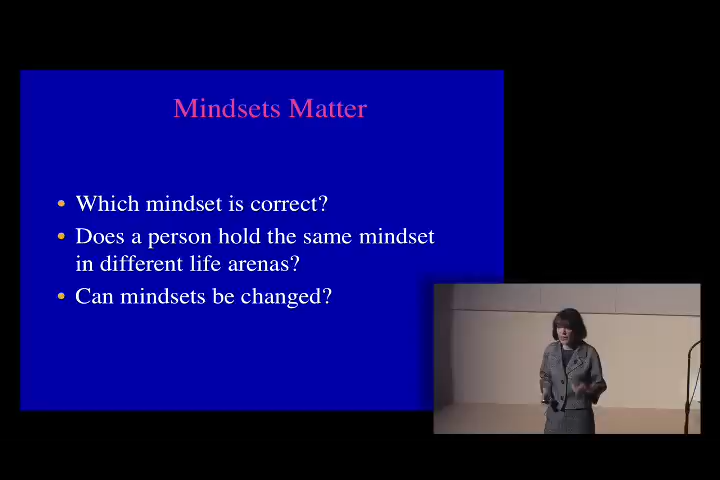 Mindsets Matter
• Which mindset is correct?
• Does a person hold the same mindset
in different life arenas?
• Can mindsets be changed?